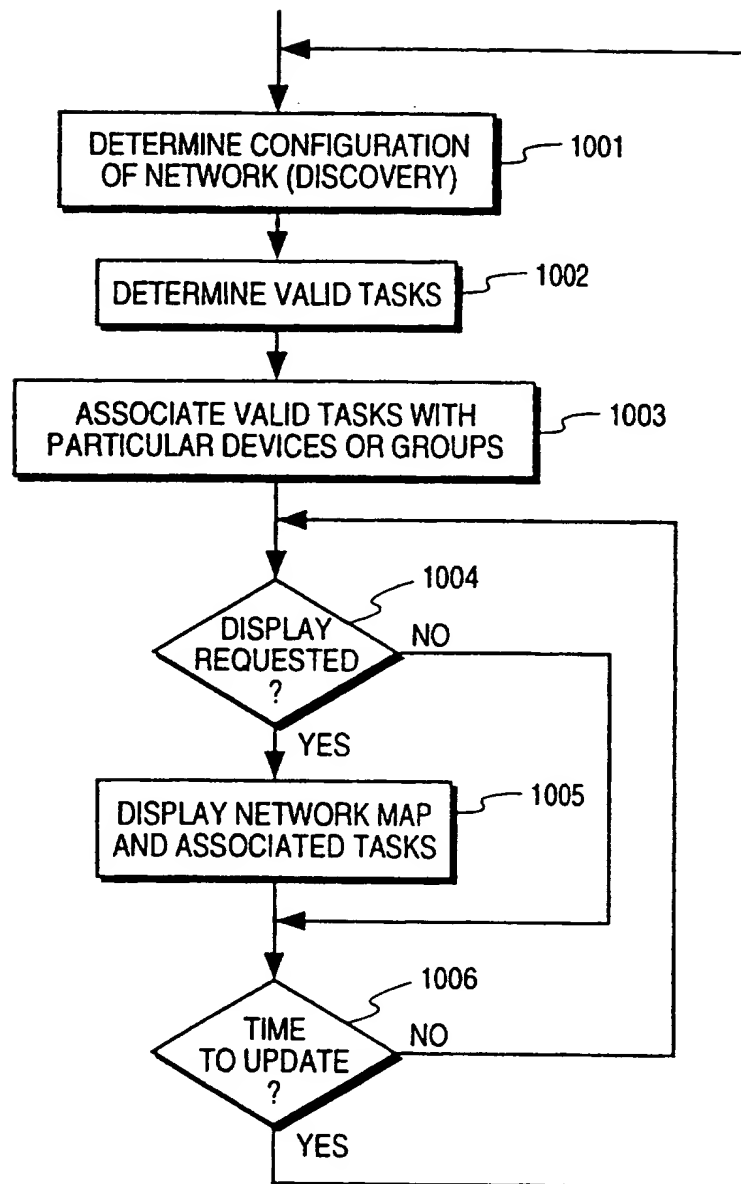 DETERMINE CONFIGURATION
OF NETWORK (DISCOVERY)
1001
DETERMINE VALID TASKS
1002
ASSOCIATE VALID TASKS WITH
PARTICULAR DEVICES OR GROUPS
1003
1004
DISPLAY
REQUESTED
?
NO
YES
DISPLAY NETWORK MAP
AND ASSOCIATED TASKS
1005
1006
TIME
TO UPDATE
?
NO
YES